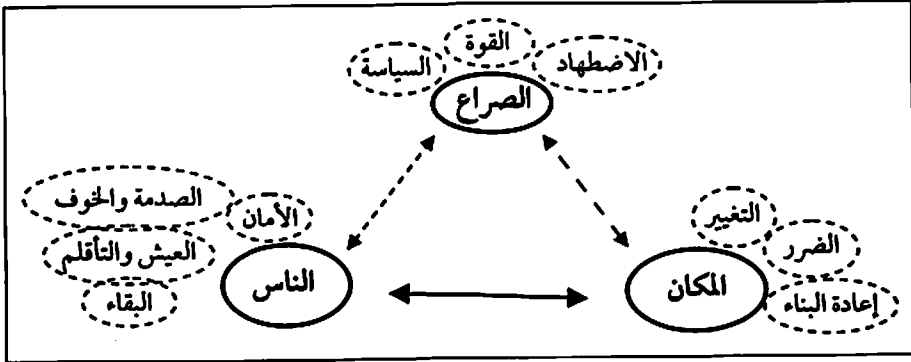 القوة
السياسة
الاضطهاد
الصراع
الصدمة والخوف
الأمان
العيش والتأقلم
البقاء
الناس
التغيير
الضرر
المكان
إعادة البناء